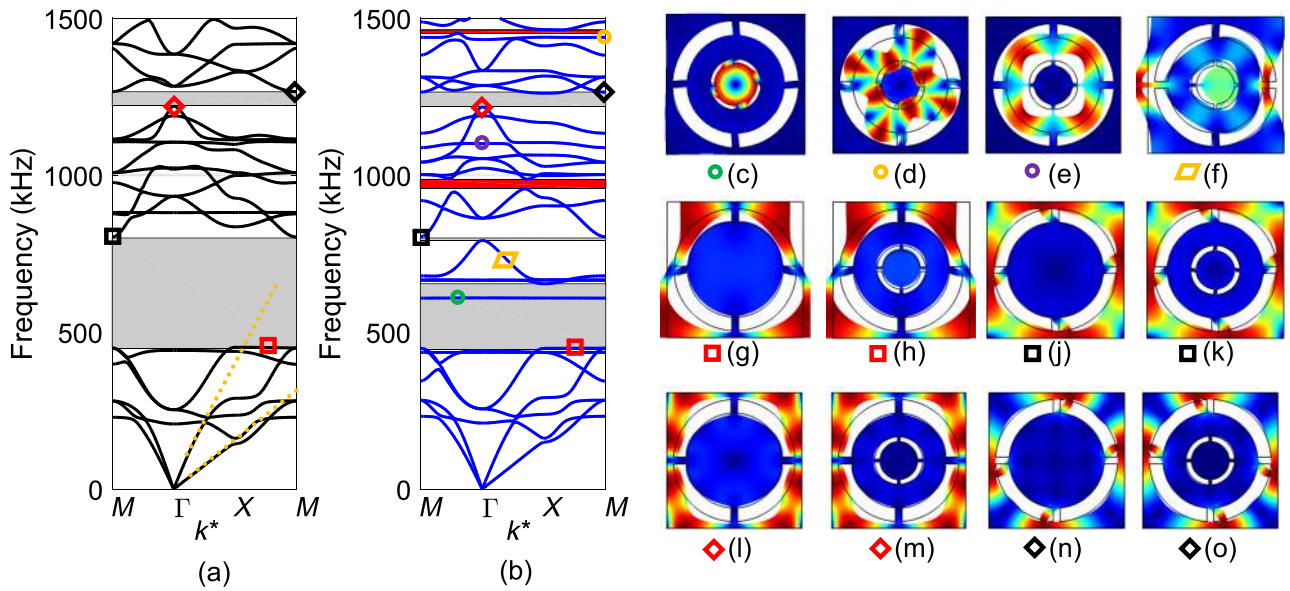 1500
1000
500
0
Frequency (kHz)
M Γ X M
k*
(a)
1500
1000
500
0
Frequency (kHz)
M Γ X M
k*
(b)
(c) (d) (e) (f)
(g) (h) (j) (k)
(l) (m) (n) (o)